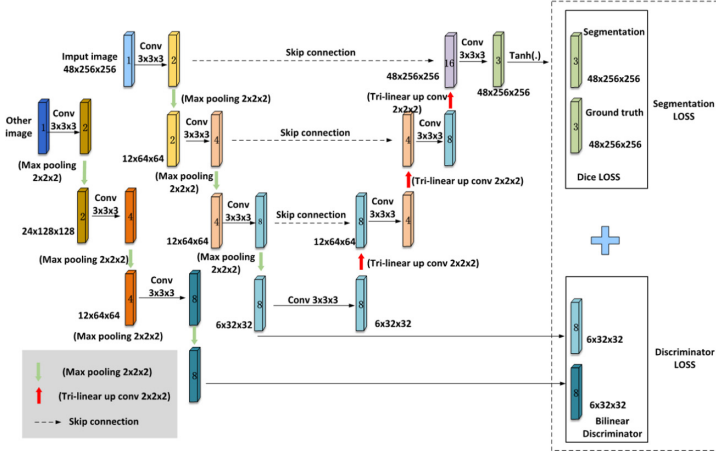 Imput image
48x256x256
1
Conv
3x3x3
2
Skip connection
48x256x256
16
Conv
3x3x3
3
48x256x256
Tanh(.)
Segmentation
3
48x256x256
Ground truth
3
48x256x256
Dice LOSS
Segmentation
LOSS
(Max pooling
2x2x2)
(Tri-linear up conv
2x2x2)
Other
image
1
Conv
3x3x3
2
(Max pooling
2x2x2)
2
12x64x64
Conv
3x3x3
4
Skip connection
4
Conv
3x3x3
8
(Max pooling
2x2x2)
(Tri-linear up conv 2x2x2)
2
24x128x128
Conv
3x3x3
4
4
12x64x64
Conv
3x3x3
8
Skip connection
8
12x64x64
Conv
3x3x3
4
(Max pooling 2x2x2)
(Max pooling
2x2x2)
(Tri-linear up conv 2x2x2)
4
12x64x64
Conv
3x3x3
8
8
6x32x32
Conv 3x3x3
8
6x32x32
(Max pooling 2x2x2)
8
8
6x32x32
8
6x32x32
Bilinear
Discriminator
Discriminator
LOSS
(Max pooling 2x2x2)
(Tri-linear up conv 2x2x2)
Skip connection